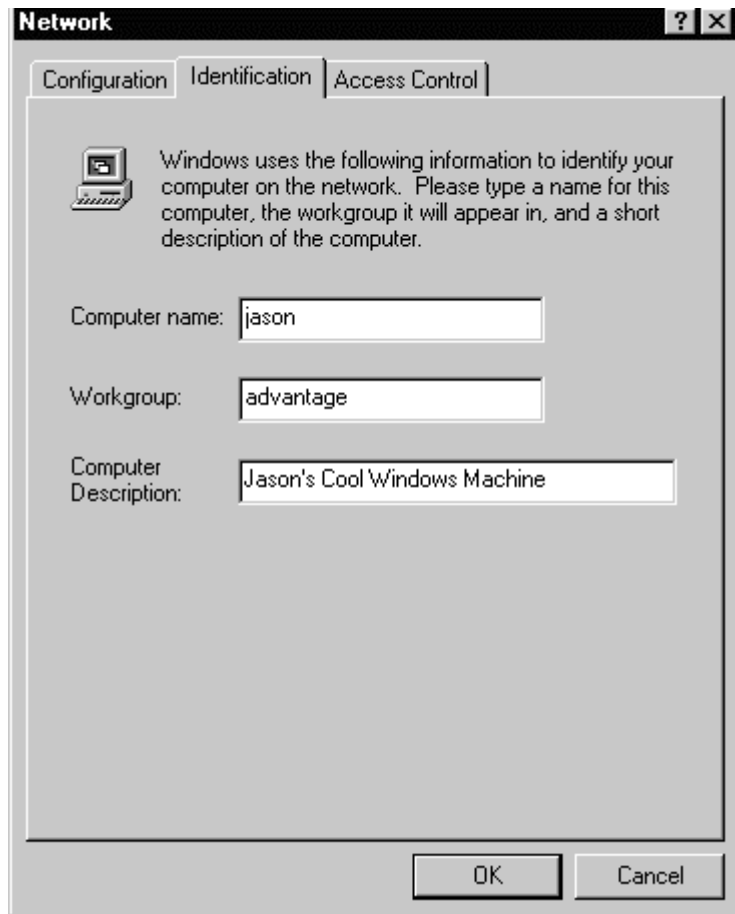 Network
Configuration Identification Access Control
Windows uses the following information to identify your
computer on the network. Please type a name for this
computer, the workgroup it will appear in, and a short
description of the computer.
Computer name: jason
Workgroup: advantage
Computer
Description: Jason's Cool Windows Machine
OK Cancel